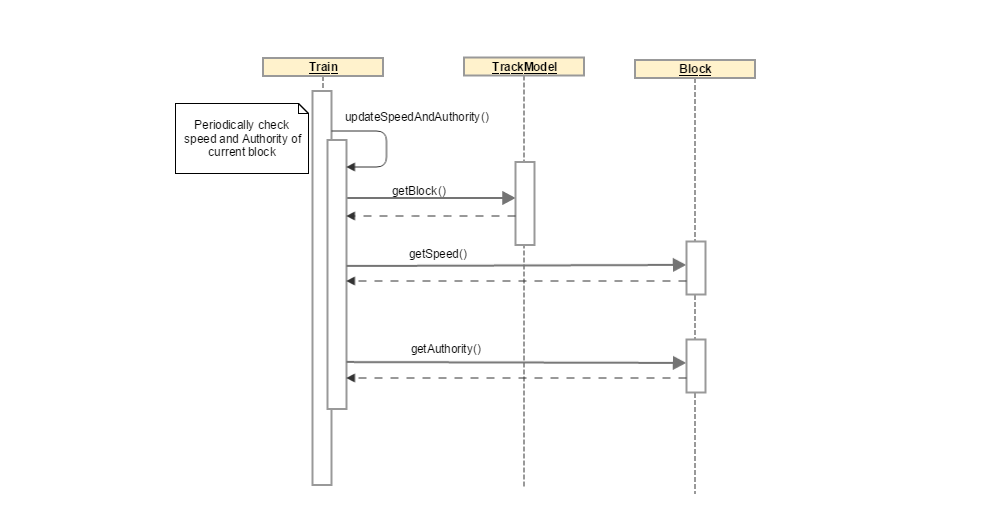 Train
TrackModel
Block
Periodically check
speed and Authority of
current block
updateSpeedAndAuthority()
getBlock()
getSpeed()
getAuthority()